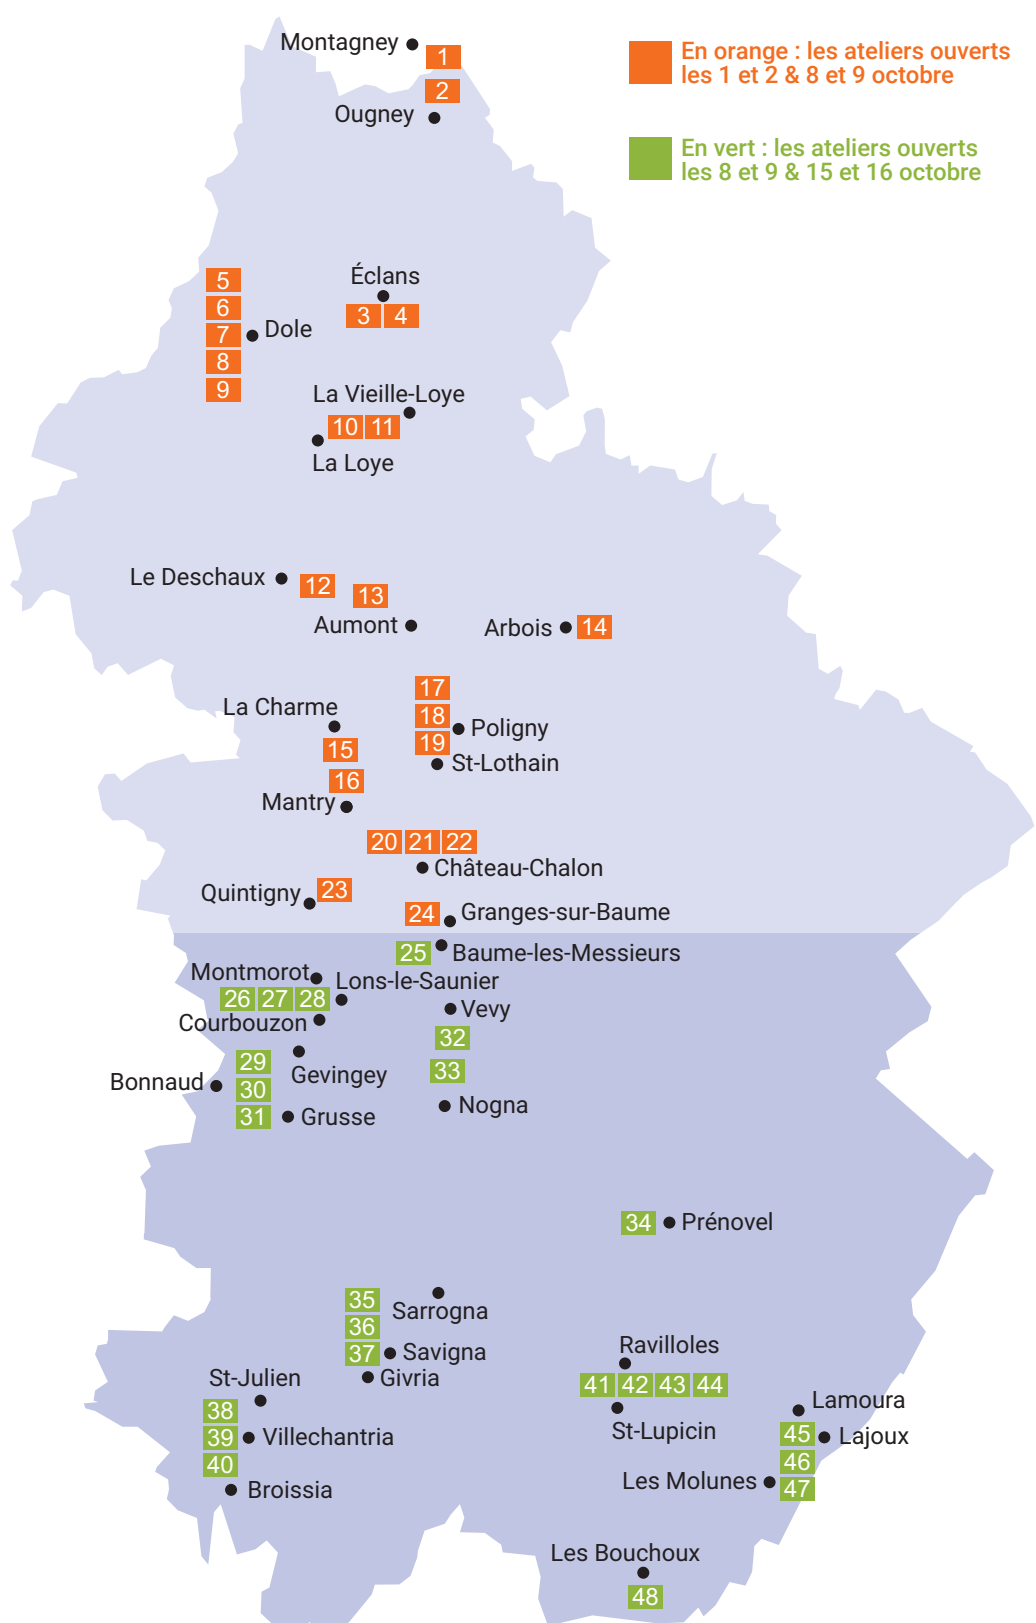 Montagney
1
En orange : les ateliers ouverts
les 1 et 2 & 8 et 9 octobre
2
Ougney
En vert : les ateliers ouverts
les 8 et 9 & 15 et 16 octobre
5
6
7
8
9
Dole
Éclans
3 4
La Vieille-Loye
10 11
La Loye
Le Deschaux
12
13
Aumont
Arbois
14
La Charme
15
16
Mantry
17
18
19
Poligny
St-Lothain
20 21 22
Château-Chalon
Quintigny
23
24
Granges-sur-Baume
25
Baume-les-Messieurs
Montmorot
Lons-le-Saunier
26 27 28
Courbouzon
Vevy
32
33
Nogna
Gevingey
29
30
31
Bonnaud
Grusse
34
Prénovel
35
36
37
Sarrogna
Savigna
Givria
St-Julien
38
39
40
Villechantria
Broissia
Ravilloles
41 42 43 44
St-Lupicin
Lamoura
45
46
47
Lajoux
Les Molunes
Les Bouchoux
48